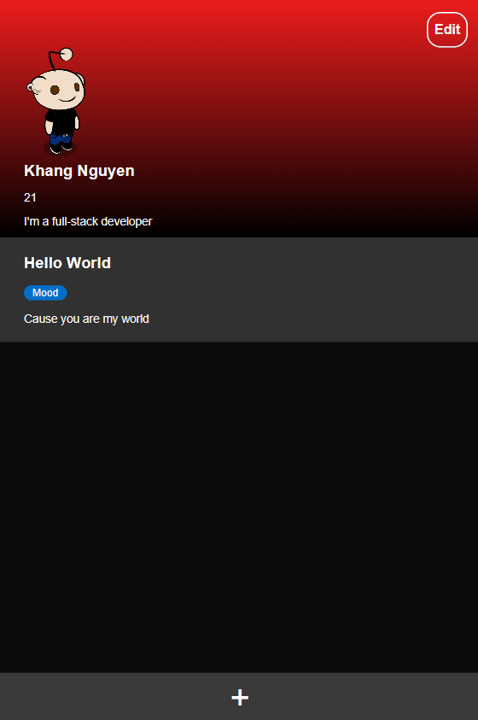 Edit
Khang Nguyen
21
I'm a full-stack developer
Hello World
Mood
Cause you are my world
+